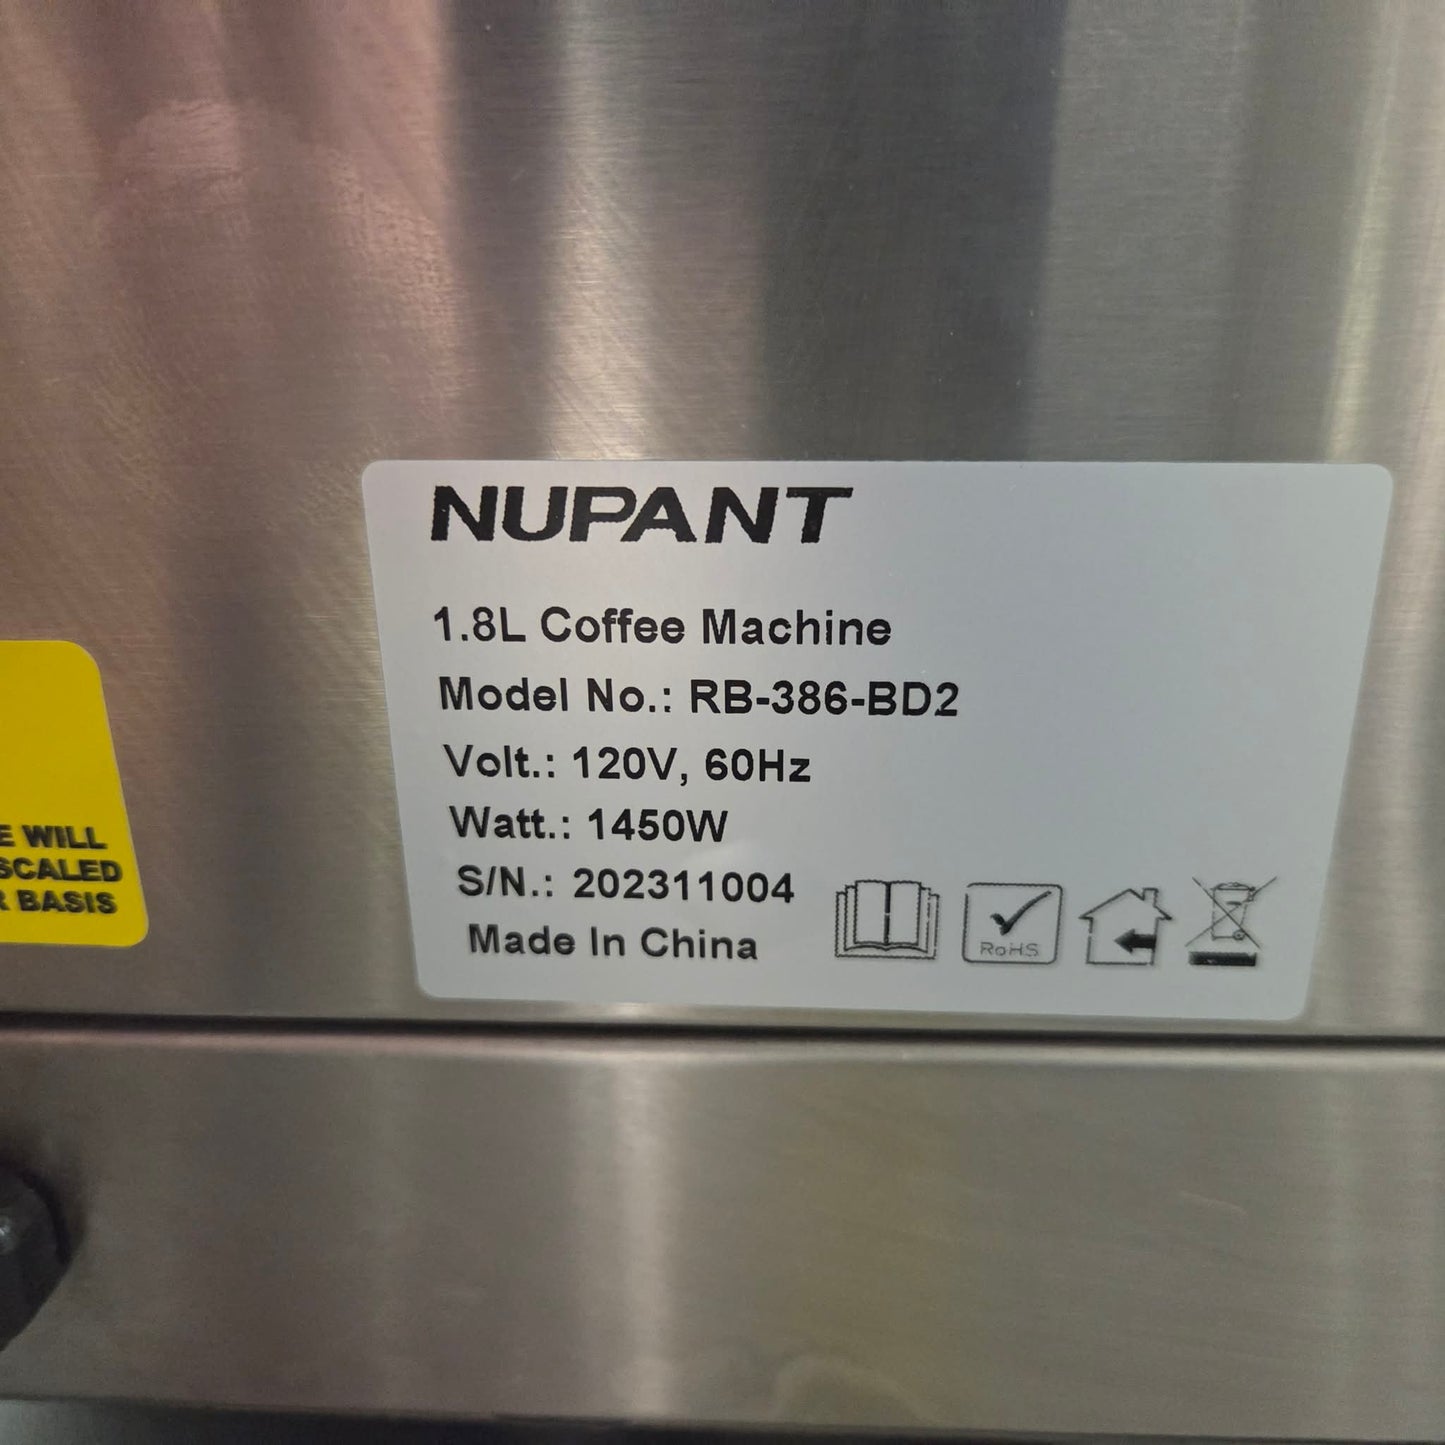 NUPANT
1.8L Coffee Machine
Model No.: RB-386-BD2
Volt.: 120V, 60Hz
Watt.: 1450W
S/N.: 202311004
Made In China
RoHS
E WILL
SCALED
R BASIS